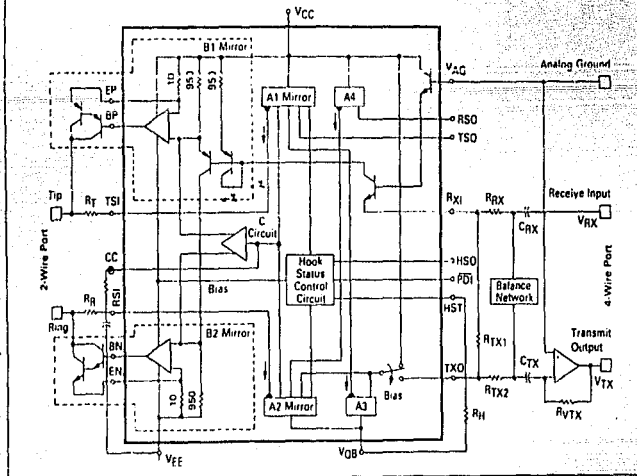 VCC
B1 Mirror
EP
BP
10
950
950
A1 Mirror
A4
VAG
Analog Ground
RSO
TSO
Tip
RT
TSI
2-Wire Port
C
Circuit
CC
RSI
Bias
RR
Ring
BN
EN
B2 Mirror
10
950
Hook
Status
Control
Circuit
RXI
RRX
CRX
Receive Input
VRX
HSO
PDI
HST
Balance
Network
4-Wire Port
RTX1
TXO
RTX2
CTX
Transmit
Output
VTX
RVTX
A2 Mirror
A3
Bias
RH
VEE
VQB